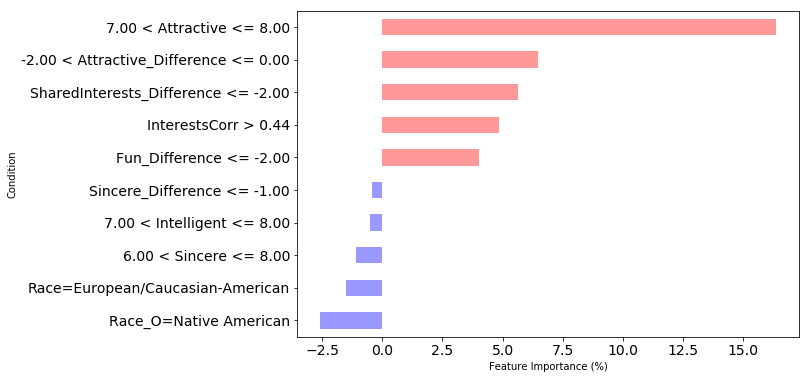 7.00 < Attractive <= 8.00
-2.00 < Attractive_Difference <= 0.00
SharedInterests_Difference <= -2.00
InterestsCorr > 0.44
Fun_Difference <= -2.00
Sincere_Difference <= -1.00
7.00 < Intelligent <= 8.00
6.00 < Sincere <= 8.00
Race=European/Caucasian-American
Race_O=Native American
Condition
−2.5 0.0 2.5 5.0 7.5 10.0 12.5 15.0
Feature Importance (%)